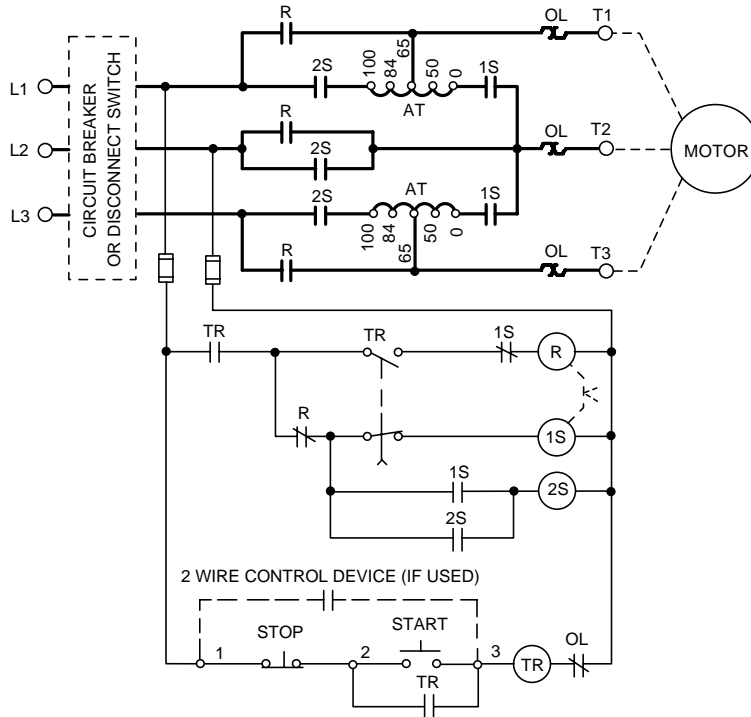 R
OL
T1
2S
100
84
65
50
0
1S
L1
AT
CIRCUIT BREAKER
OR DISCONNECT SWITCH
R
OL
T2
L2
2S
MOTOR
2S
AT
1S
L3
100
84
65
50
0
R
OL
T3
TR
TR
1S
R
R
1S
1S
2S
2S
2 WIRE CONTROL DEVICE (IF USED)
STOP
START
1
2
3
OL
TR
TR